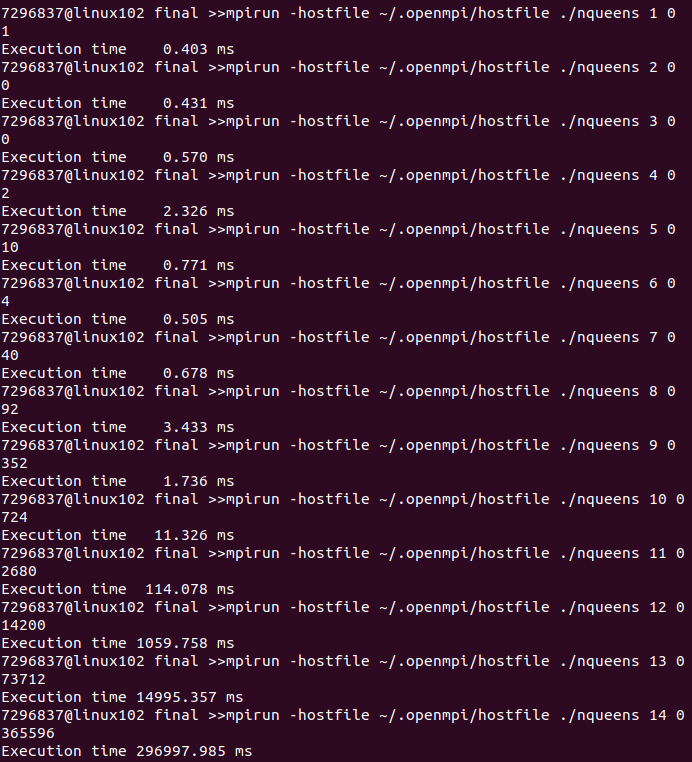 7296837@linux102 final >>mpirun -hostfile ~/.openmpi/hostfile ./nqueens 1 0
1
Execution time    0.403 ms
7296837@linux102 final >>mpirun -hostfile ~/.openmpi/hostfile ./nqueens 2 0
0
Execution time    0.431 ms
7296837@linux102 final >>mpirun -hostfile ~/.openmpi/hostfile ./nqueens 3 0
0
Execution time    0.570 ms
7296837@linux102 final >>mpirun -hostfile ~/.openmpi/hostfile ./nqueens 4 0
2
Execution time    2.326 ms
7296837@linux102 final >>mpirun -hostfile ~/.openmpi/hostfile ./nqueens 5 0
10
Execution time    0.771 ms
7296837@linux102 final >>mpirun -hostfile ~/.openmpi/hostfile ./nqueens 6 0
4
Execution time    0.505 ms
7296837@linux102 final >>mpirun -hostfile ~/.openmpi/hostfile ./nqueens 7 0
40
Execution time    0.678 ms
7296837@linux102 final >>mpirun -hostfile ~/.openmpi/hostfile ./nqueens 8 0
92
Execution time    3.433 ms
7296837@linux102 final >>mpirun -hostfile ~/.openmpi/hostfile ./nqueens 9 0
352
Execution time    1.736 ms
7296837@linux102 final >>mpirun -hostfile ~/.openmpi/hostfile ./nqueens 10 0
724
Execution time   11.326 ms
7296837@linux102 final >>mpirun -hostfile ~/.openmpi/hostfile ./nqueens 11 0
2680
Execution time  114.078 ms
7296837@linux102 final >>mpirun -hostfile ~/.openmpi/hostfile ./nqueens 12 0
14200
Execution time 1059.758 ms
7296837@linux102 final >>mpirun -hostfile ~/.openmpi/hostfile ./nqueens 13 0
73712
Execution time 14995.357 ms
7296837@linux102 final >>mpirun -hostfile ~/.openmpi/hostfile ./nqueens 14 0
365596
Execution time 296997.985 ms